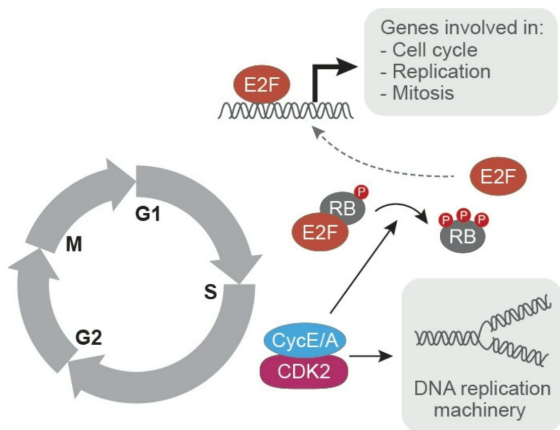 Genes involved in:
- Cell cycle
- Replication
- Mitosis
E2F
E2F
P
RB
E2F
P P P
RB
G1
M
S
G2
CycE/A
CDK2
DNA replication
machinery